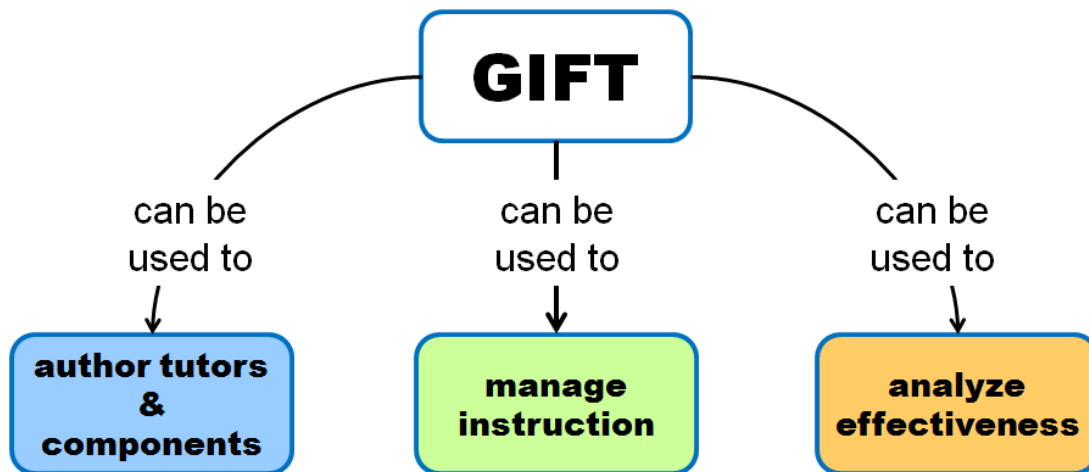 GIFT
can be
used to
can be
used to
can be
used to
author tutors
&
components
manage
instruction
analyze
effectiveness